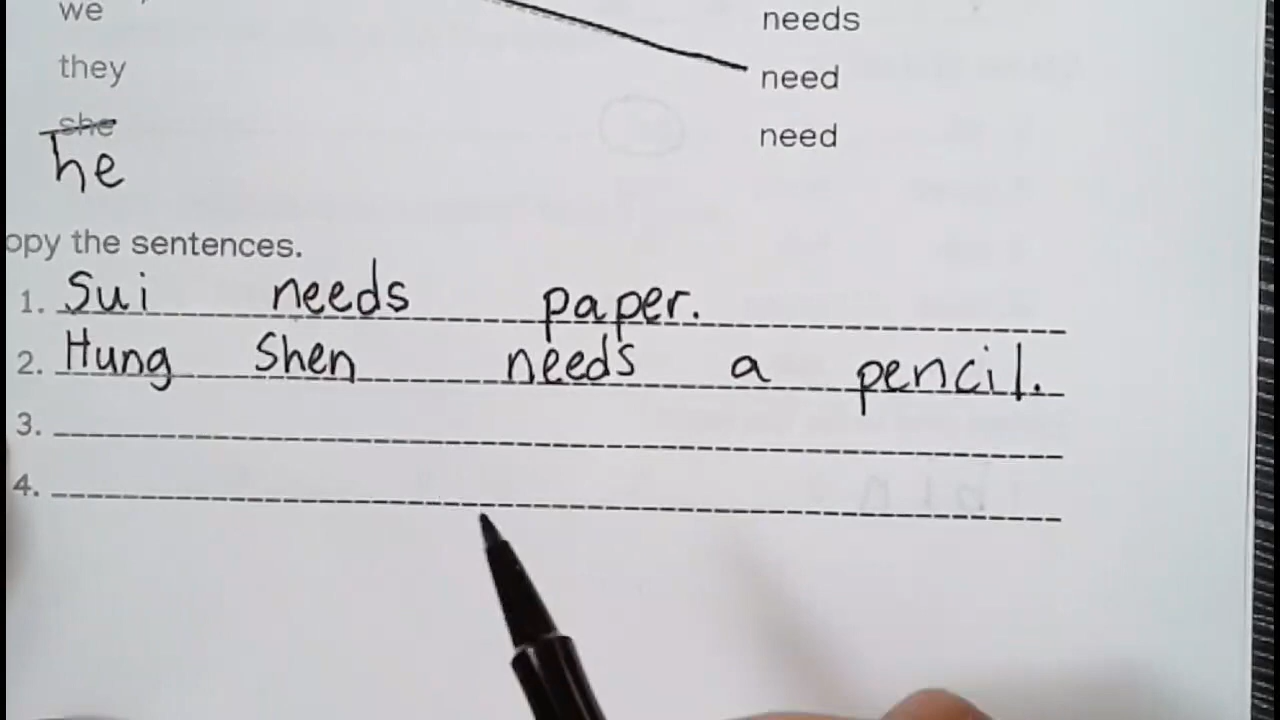 we needs
they need
she need
he
opy the sentences.
1. Sui needs paper.
2. Hung Shen needs a pencil.
3.
4.